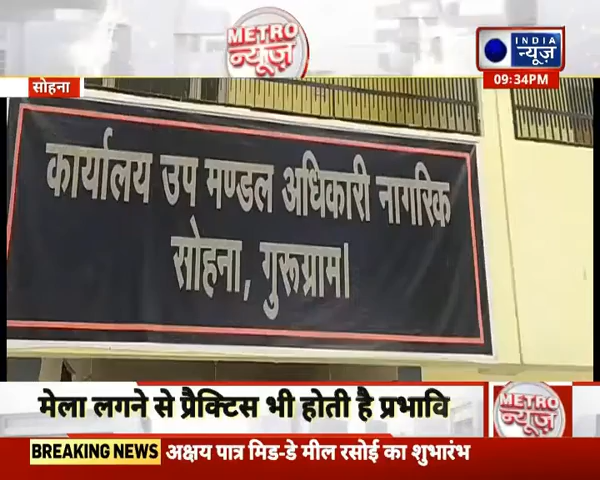 METRO
न्यूज़
INDIA
न्यूज़
09:34PM
सोहना
कार्यालय उप मण्डल अधिकारी नागरिक
सोहना, गुरूग्राम।
मेला लगने से प्रैक्टिस भी होती है प्रभावि
METRO
न्यूज़
BREAKING NEWS अक्षय पात्र मिड-डे मील रसोई का शुभारंभ